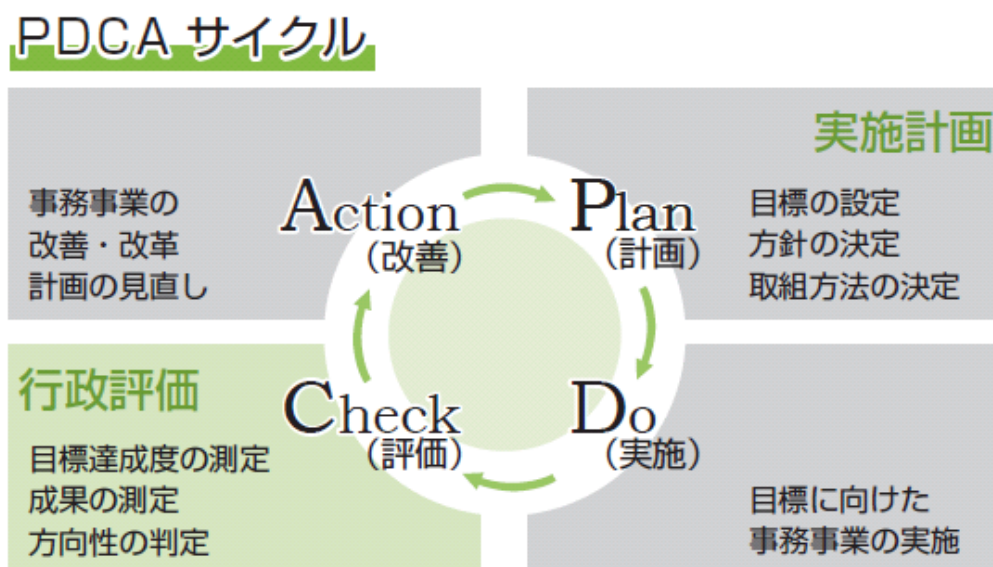 PDCA サイクル
事務事業の
改善・改革
計画の見直し
Action
（改善）
Plan
（計画）
実施計画
目標の設定
方針の決定
取組方法の決定
行政評価
目標達成度の測定
成果の測定
方向性の判定
Check
（評価）
Do
（実施）
目標に向けた
事務事業の実施